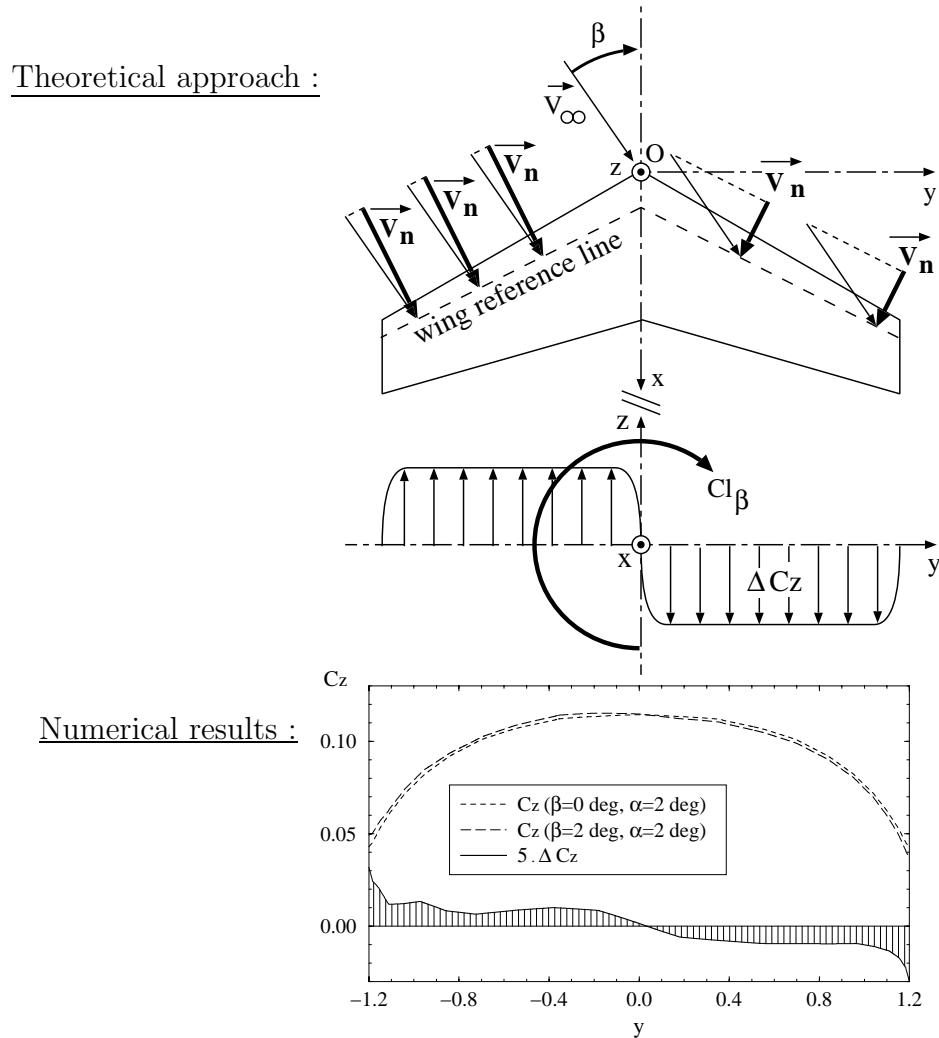 β
Theoretical approach :
V∞
Vn
Vn
Vn
z
O
Vn
y
Vn
wing reference line
x
z
Clβ
x
ΔCz
y
Cz
Numerical results :
0.10
0.05
0.00
Cz (β=0 deg, α=2 deg)
Cz (β=2 deg, α=2 deg)
5 . Δ Cz
−1.2 −0.8 −0.4 0.0 0.4 0.8 1.2
y